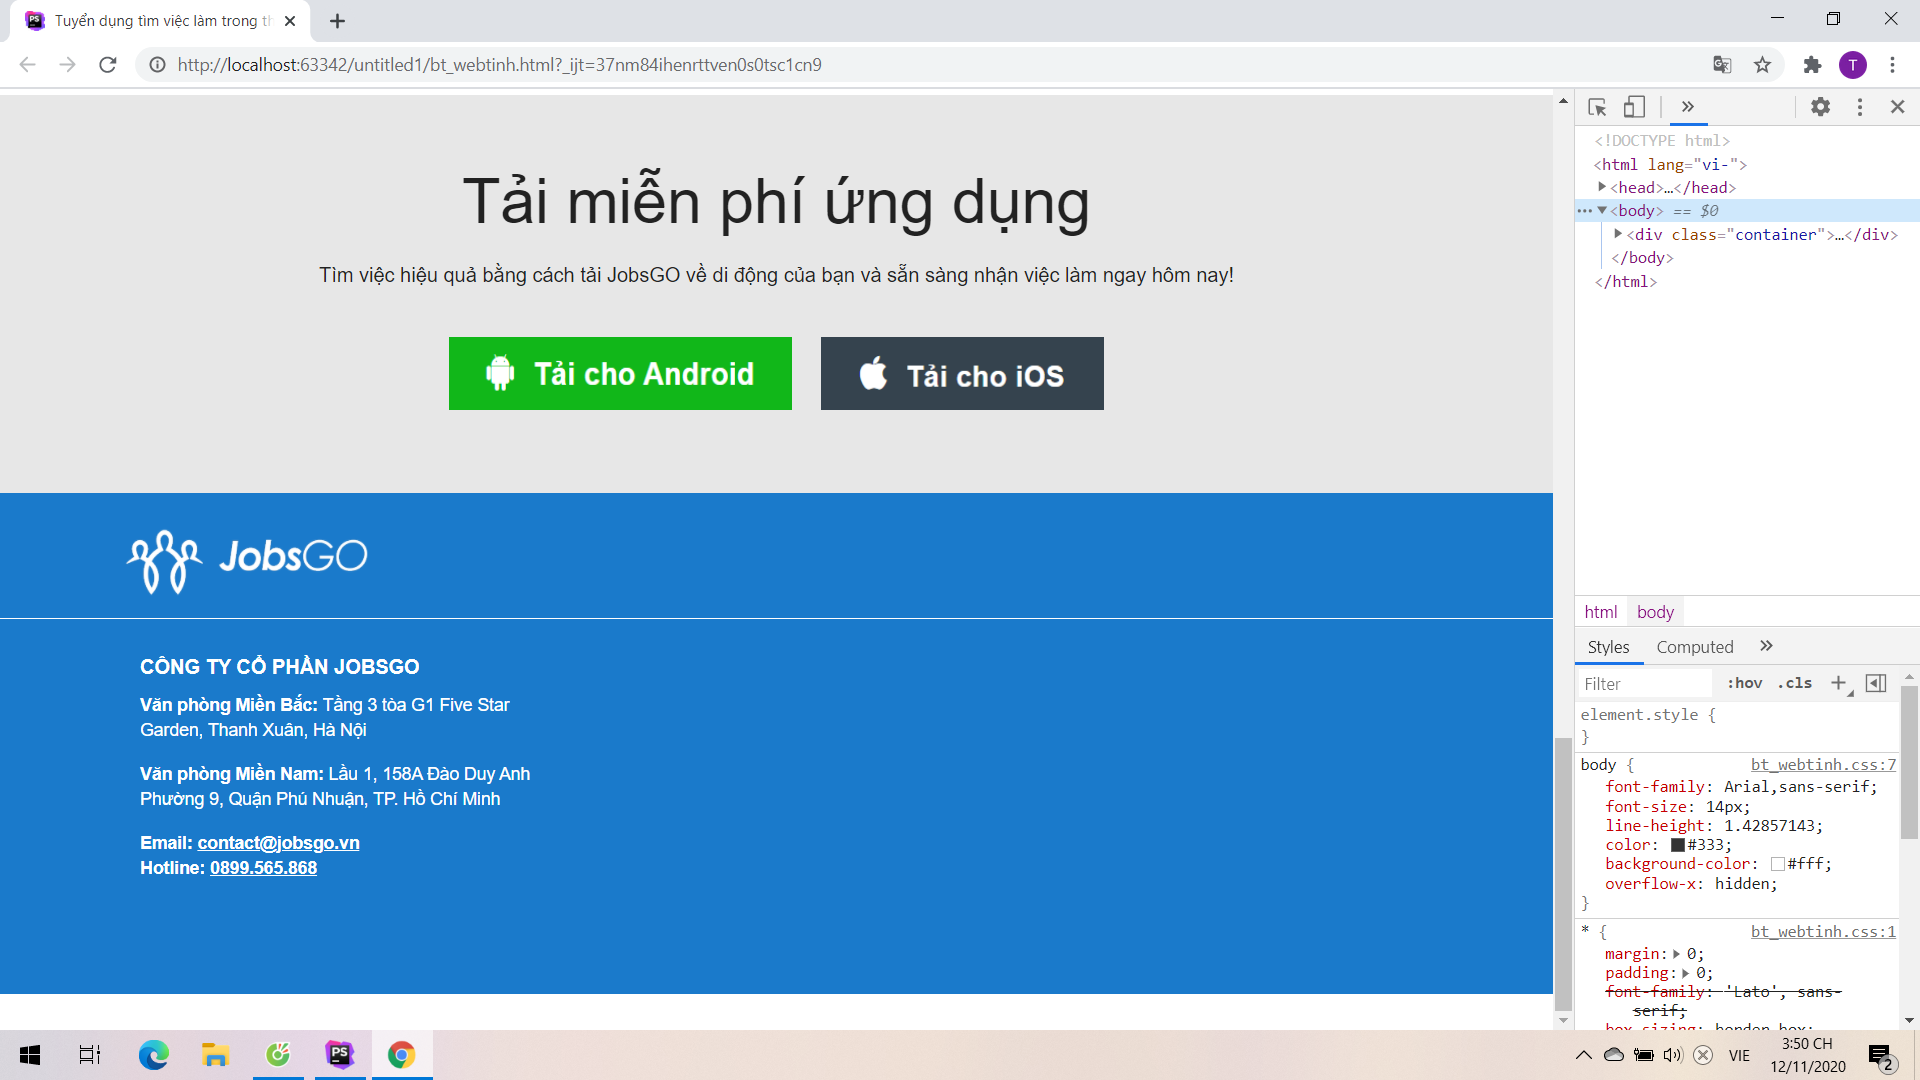 Tuyển dụng tìm việc làm trong th
http://localhost:63342/untitled1/bt_webtinh.html?_ijt=37nm84ihenrttven0s0tsc1cn9
T
Tải miễn phí ứng dụng
Tìm việc hiệu quả bằng cách tải JobsGO về di động của bạn và sẵn sàng nhận việc làm ngay hôm nay!
Tải cho Android
Tải cho iOS
JobsGO
CÔNG TY CỔ PHẦN JOBSGO
Văn phòng Miền Bắc: Tầng 3 tòa G1 Five Star
Garden, Thanh Xuân, Hà Nội
Văn phòng Miền Nam: Lầu 1, 158A Đào Duy Anh
Phường 9, Quận Phú Nhuận, TP. Hồ Chí Minh
Email: contact@jobsgo.vn
Hotline: 0899.565.868
<!DOCTYPE html>
<html lang="vi-">
<head>…</head>
<body> == $0
<div class="container">…</div>
</body>
</html>
html body
Styles Computed
Filter :hov .cls
element.style {
}
body { bt_webtinh.css:7
font-family: Arial,sans-serif;
font-size: 14px;
line-height: 1.42857143;
color: #333;
background-color: #fff;
overflow-x: hidden;
}
* { bt_webtinh.css:1
margin: 0;
padding: 0;
font-family: 'Lato', sans-
serif;
box-sizing: border-box;
PS
VIE
3:50 CH
12/11/2020
2